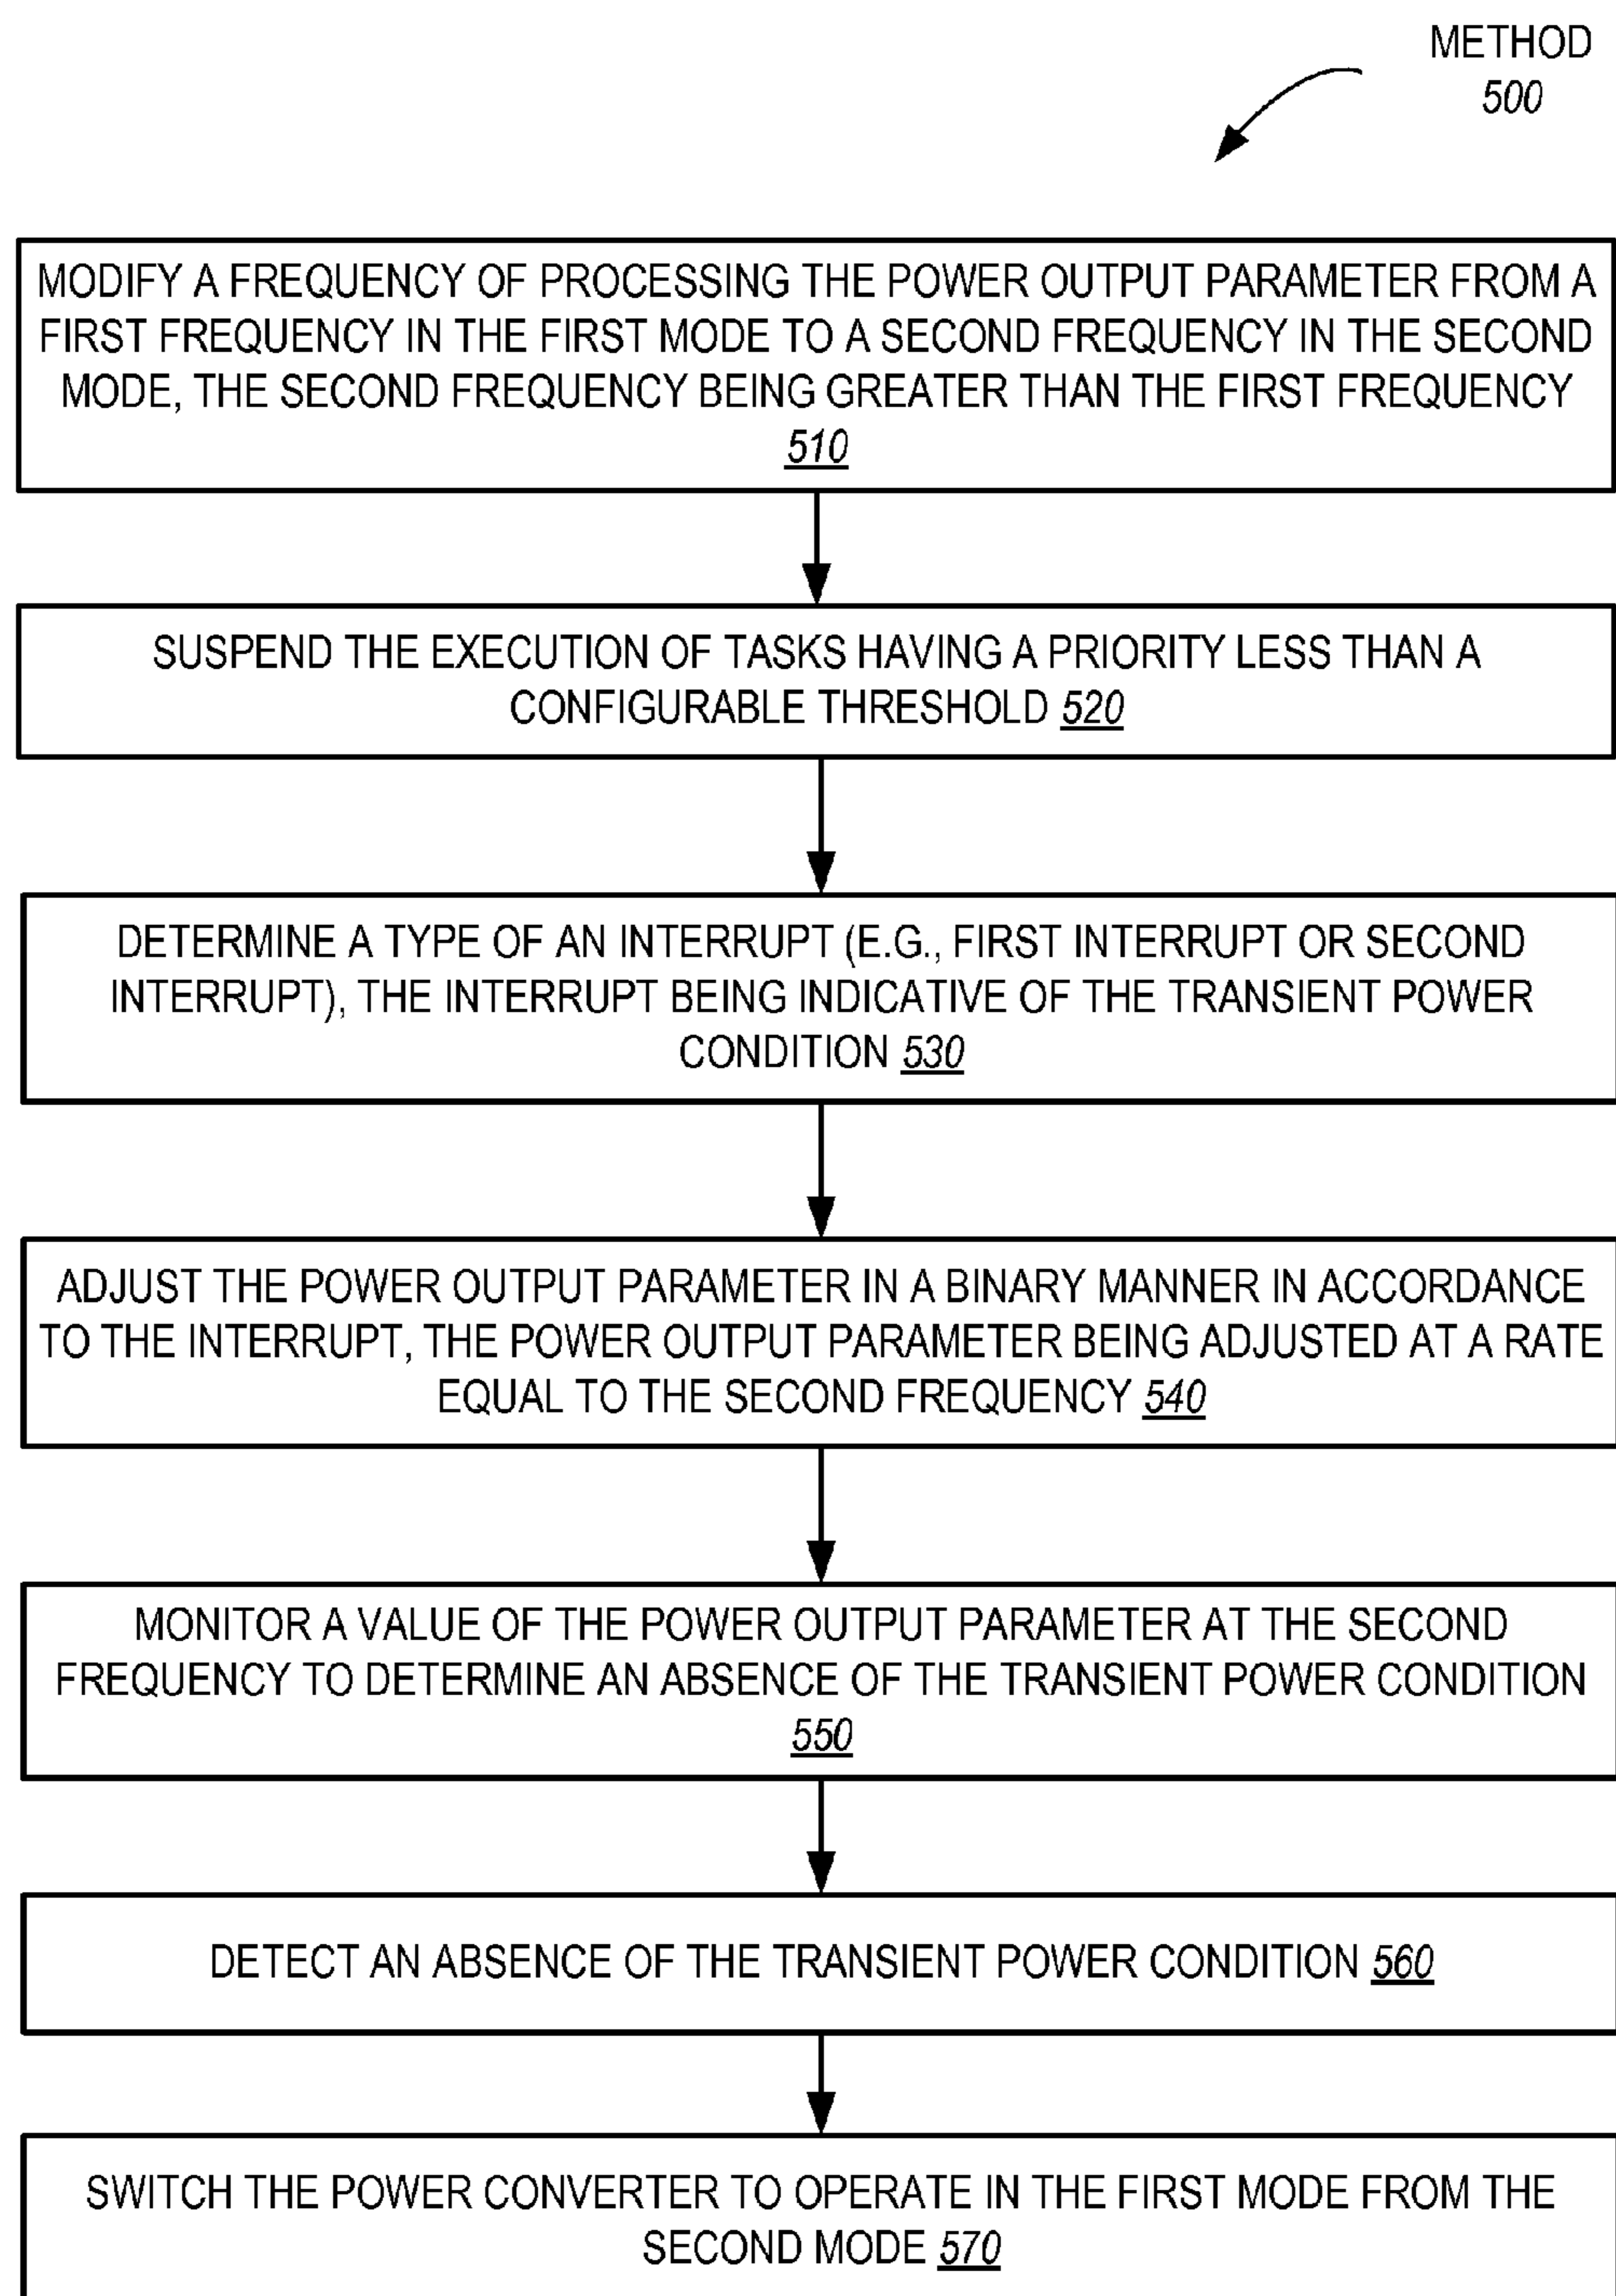 METHOD
500
MODIFY A FREQUENCY OF PROCESSING THE POWER OUTPUT PARAMETER FROM A
FIRST FREQUENCY IN THE FIRST MODE TO A SECOND FREQUENCY IN THE SECOND
MODE, THE SECOND FREQUENCY BEING GREATER THAN THE FIRST FREQUENCY
510
SUSPEND THE EXECUTION OF TASKS HAVING A PRIORITY LESS THAN A
CONFIGURABLE THRESHOLD 520
DETERMINE A TYPE OF AN INTERRUPT (E.G., FIRST INTERRUPT OR SECOND
INTERRUPT), THE INTERRUPT BEING INDICATIVE OF THE TRANSIENT POWER
CONDITION 530
ADJUST THE POWER OUTPUT PARAMETER IN A BINARY MANNER IN ACCORDANCE
TO THE INTERRUPT, THE POWER OUTPUT PARAMETER BEING ADJUSTED AT A RATE
EQUAL TO THE SECOND FREQUENCY 540
MONITOR A VALUE OF THE POWER OUTPUT PARAMETER AT THE SECOND
FREQUENCY TO DETERMINE AN ABSENCE OF THE TRANSIENT POWER CONDITION
550
DETECT AN ABSENCE OF THE TRANSIENT POWER CONDITION 560
SWITCH THE POWER CONVERTER TO OPERATE IN THE FIRST MODE FROM THE
SECOND MODE 570